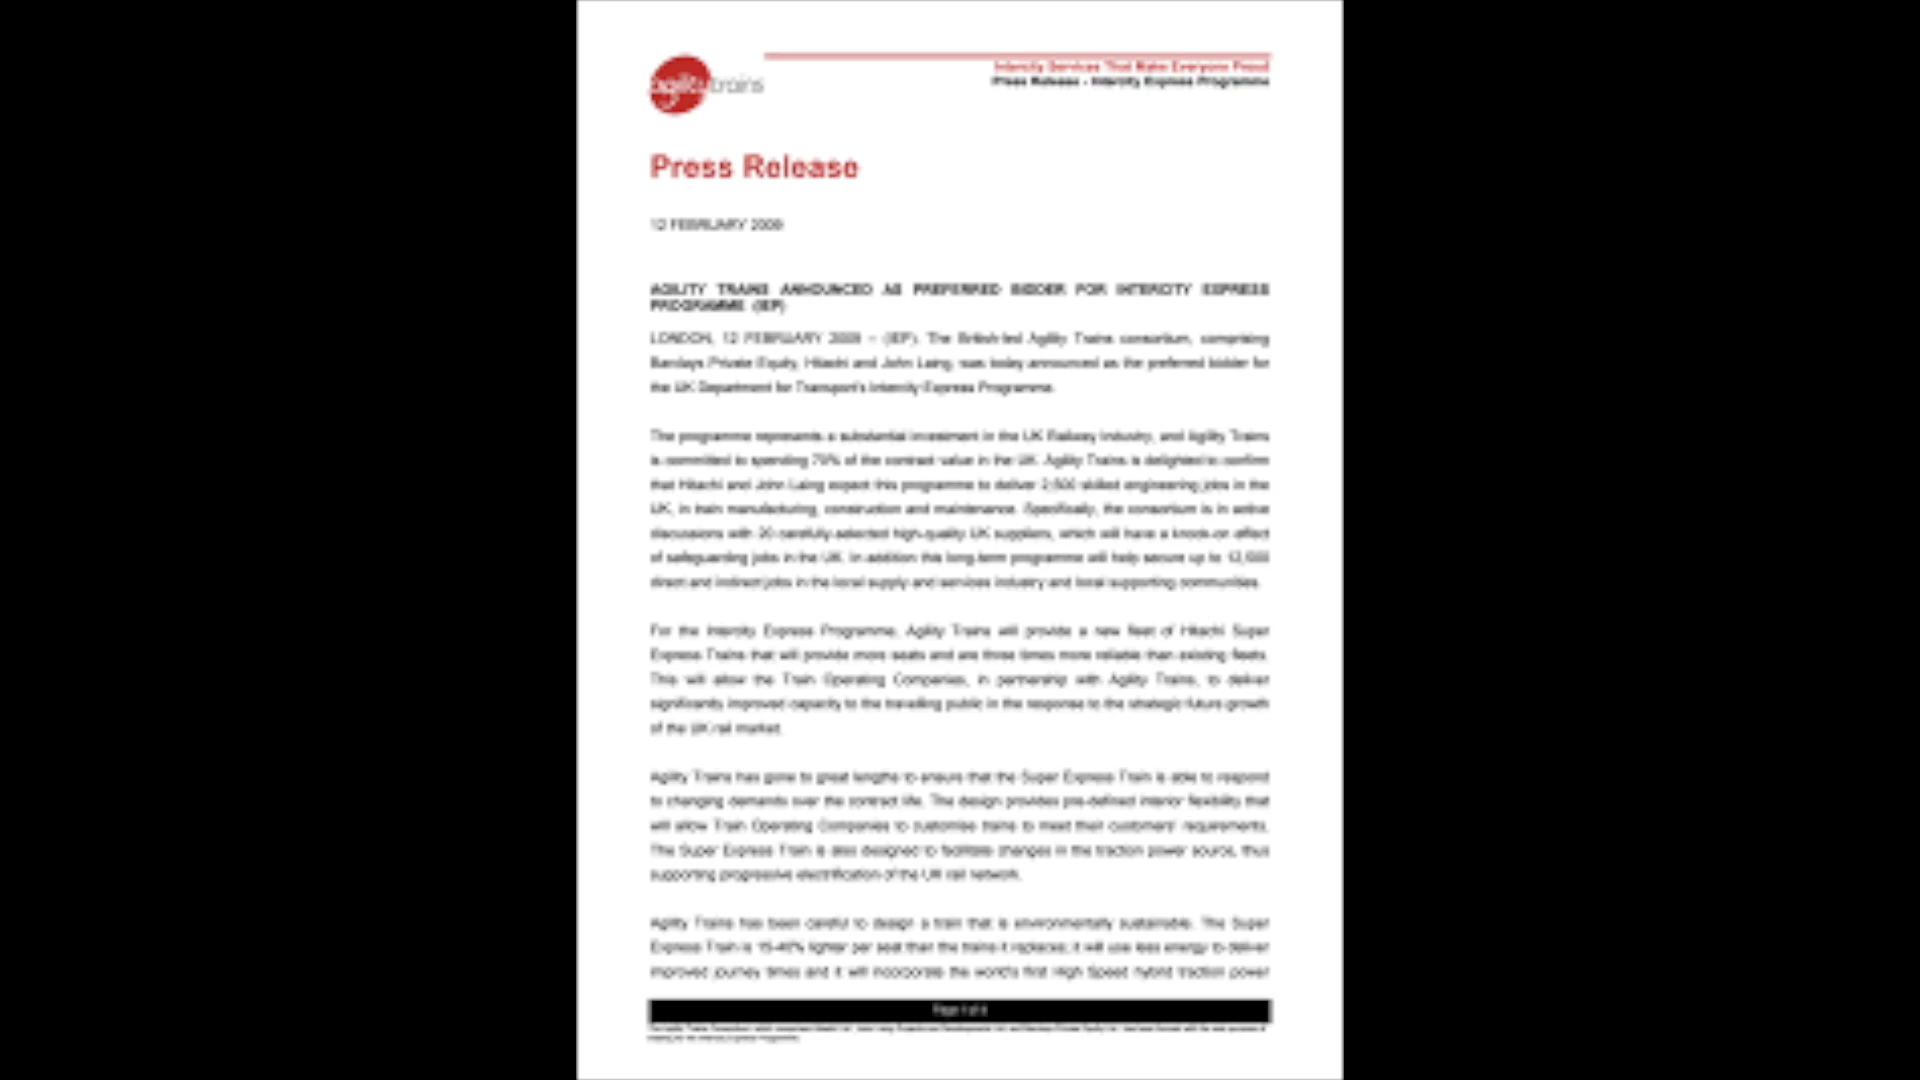 agility trains
Intercity Services That Make Everyone Proud
Press Release - Intercity Express Programme
Press Release
12 FEBRUARY 2009
AGILITY TRAINS ANNOUNCED AS PREFERRED BIDDER FOR INTERCITY EXPRESS
PROGRAMME (IEP)
LONDON, 12 FEBRUARY 2009 – (IEP). The British-led Agility Trains consortium, comprising
Barclays Private Equity, Hitachi and John Laing, was today announced as the preferred bidder for
the UK Department for Transport's Intercity Express Programme.
The programme represents a substantial investment in the UK Railway Industry, and Agility Trains
is committed to spending 70% of the contract value in the UK. Agility Trains is delighted to confirm
that Hitachi and John Laing expect this programme to deliver 2,500 skilled engineering jobs in the
UK, in train manufacturing, construction and maintenance. Specifically, the consortium is in active
discussions with 20 carefully-selected high-quality UK suppliers, which will have a knock-on effect
of safeguarding jobs in the UK. In addition this long-term programme will help secure up to 12,500
direct and indirect jobs in the local supply and services industry and local supporting communities.
For the Intercity Express Programme, Agility Trains will provide a new fleet of Hitachi Super
Express Trains that will provide more seats and are three times more reliable than existing fleets.
This will allow the Train Operating Companies, in partnership with Agility Trains, to deliver
significantly improved capacity to the travelling public in the response to the strategic future growth
of the UK rail market.
Agility Trains has gone to great lengths to ensure that the Super Express Train is able to respond
to changing demands over the contract life. The design provides pre-defined interior flexibility that
will allow Train Operating Companies to customise trains to meet their customers' requirements.
The Super Express Train is also designed to facilitate changes in the traction power source, thus
supporting progressive electrification of the UK rail network.
Agility Trains has been careful to design a train that is environmentally sustainable. The Super
Express Train is 15-40% lighter per seat than the trains it replaces; it will use less energy to deliver
improved journey times and it will incorporate the world's first High Speed hybrid traction power
Page 1 of